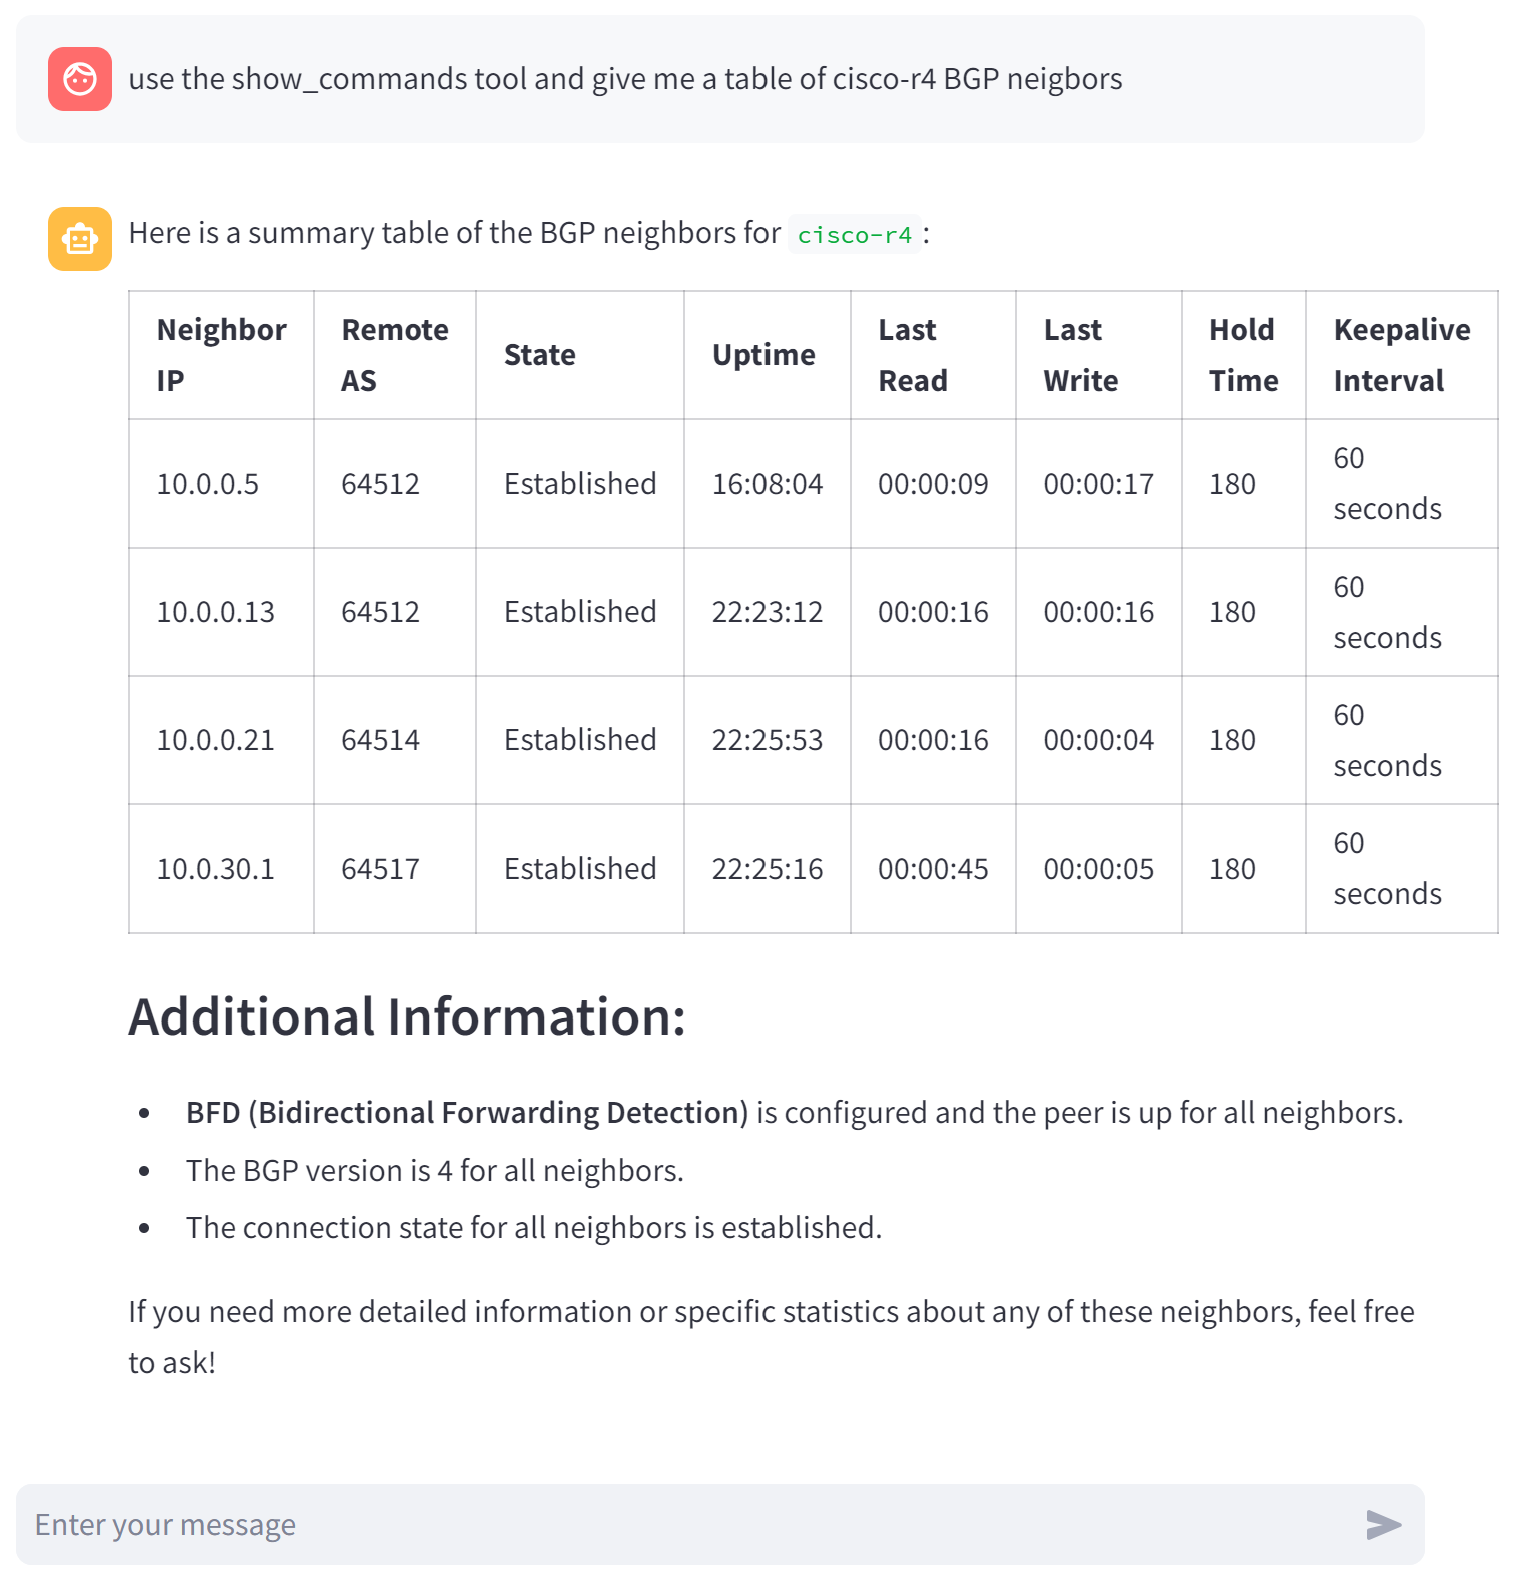 use the show_commands tool and give me a table of cisco-r4 BGP neigbors
Here is a summary table of the BGP neighbors for cisco-r4 :
Neighbor IP | Remote AS | State | Uptime | Last Read | Last Write | Hold Time | Keepalive Interval
10.0.0.5 | 64512 | Established | 16:08:04 | 00:00:09 | 00:00:17 | 180 | 60 seconds
10.0.0.13 | 64512 | Established | 22:23:12 | 00:00:16 | 00:00:16 | 180 | 60 seconds
10.0.0.21 | 64514 | Established | 22:25:53 | 00:00:16 | 00:00:04 | 180 | 60 seconds
10.0.30.1 | 64517 | Established | 22:25:16 | 00:00:45 | 00:00:05 | 180 | 60 seconds
Additional Information:
• BFD (Bidirectional Forwarding Detection) is configured and the peer is up for all neighbors.
• The BGP version is 4 for all neighbors.
• The connection state for all neighbors is established.
If you need more detailed information or specific statistics about any of these neighbors, feel free
to ask!
Enter your message